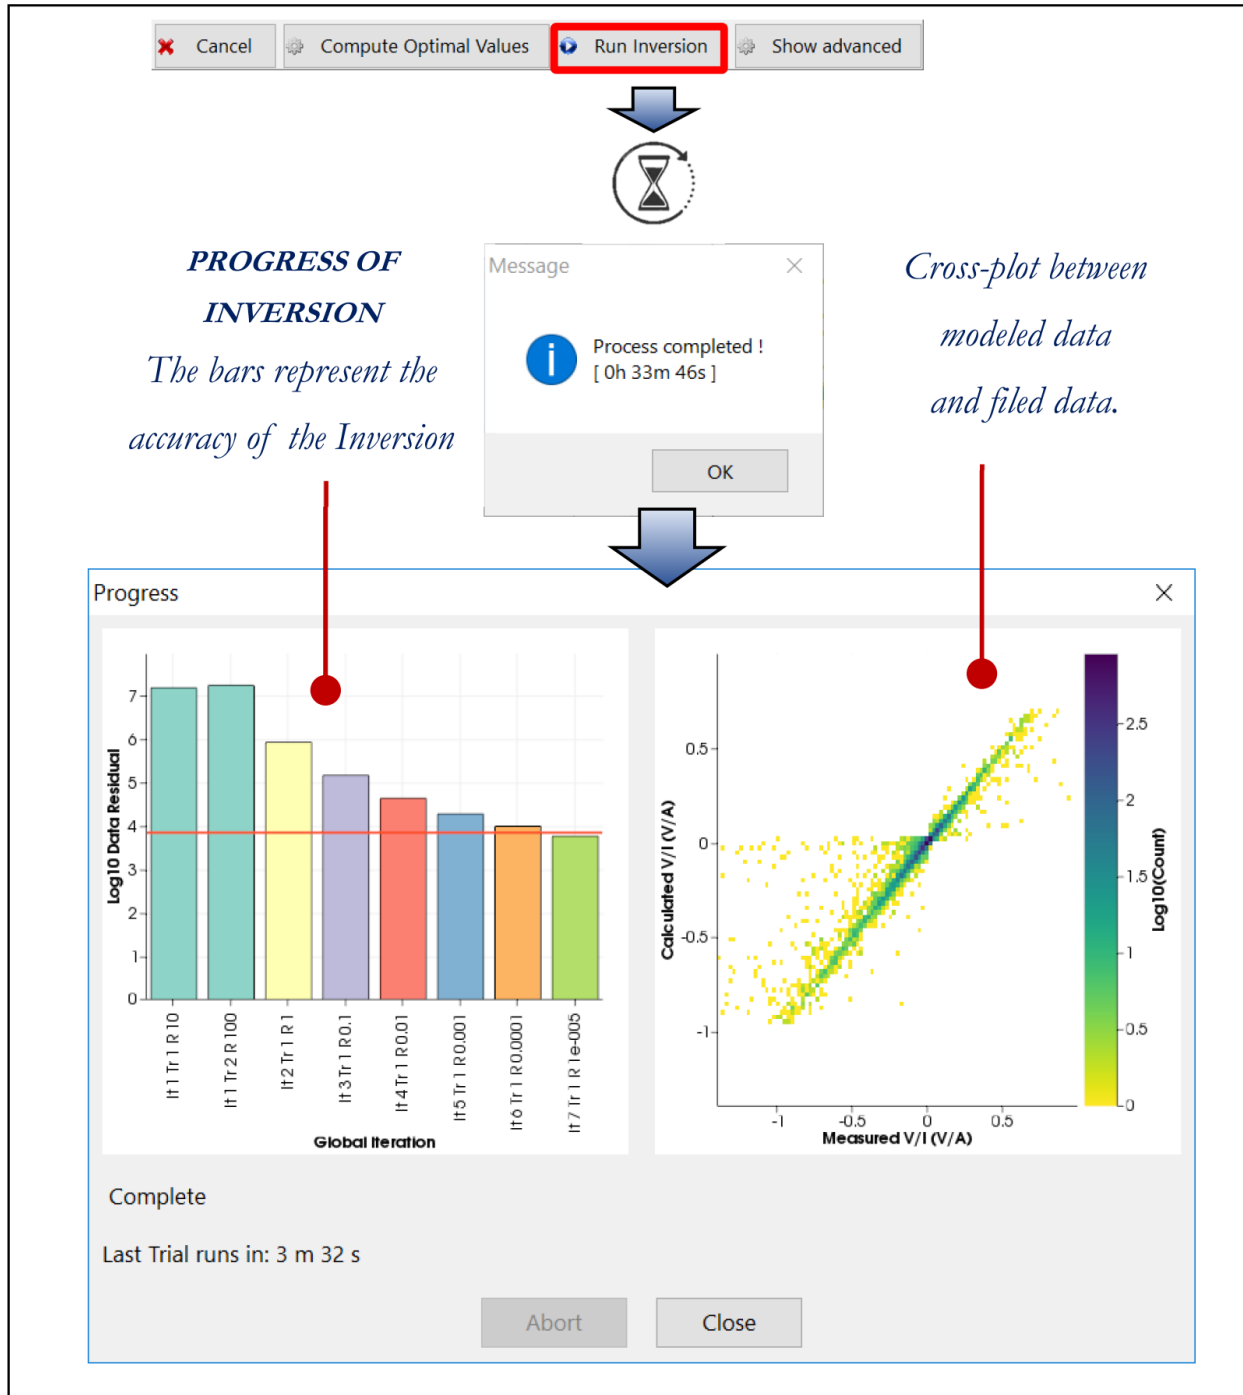 Cancel
Compute Optimal Values
Run Inversion
Show advanced
PROGRESS OF
INVERSION
The bars represent the
accuracy of the Inversion
Message
Process completed !
[ 0h 33m 46s ]
OK
Cross-plot between
modeled data
and filed data.
Progress
Log10 Data Residual
7
6
5
4
3
2
1
0
It 1 Tr 1 R 10
It 1 Tr 2 R 100
It 2 Tr 1 R 1
It 3 Tr 1 R 0.1
It 4 Tr 1 R 0.01
It 5 Tr 1 R 0.001
It 6 Tr 1 R 0.0001
It 7 Tr 1 R 1e-005
Global Iteration
Calculated V/I (V/A)
0.5
0
-0.5
-1
-1
-0.5
0
0.5
Measured V/I (V/A)
2.5
2
1.5
1
0.5
0
Log10(Count)
Complete
Last Trial runs in: 3 m 32 s
Abort
Close